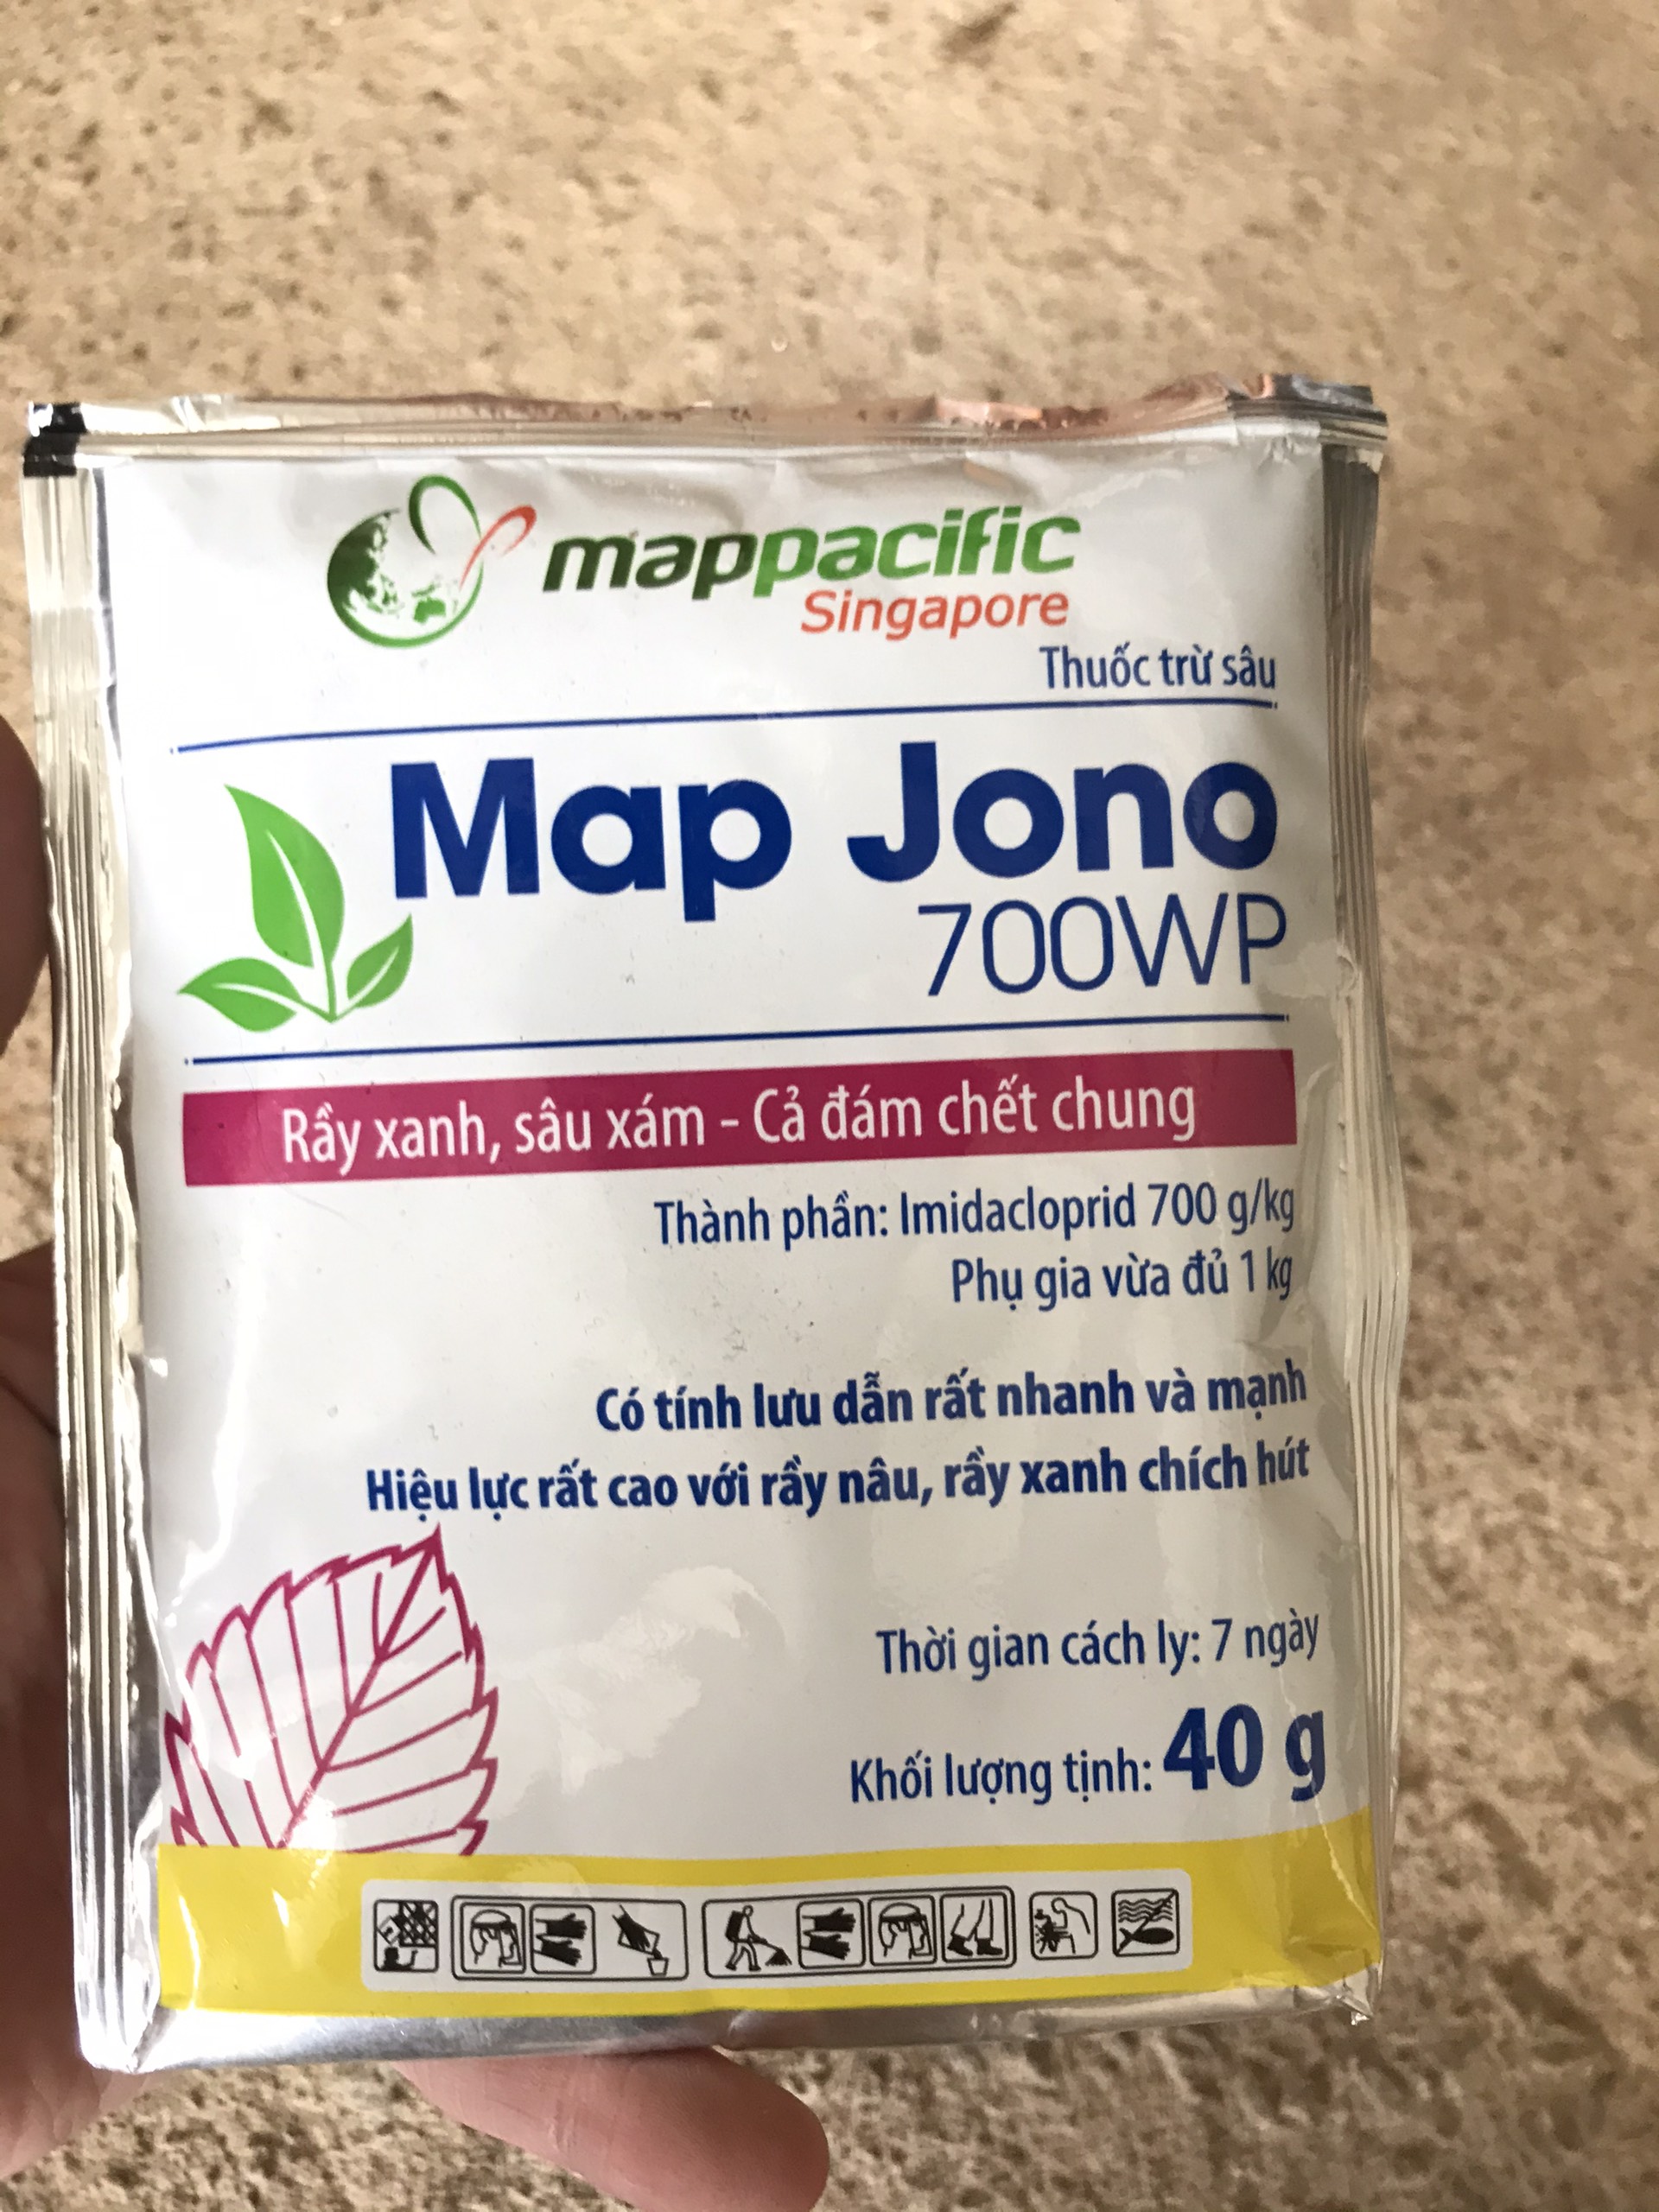 mappacific
Singapore
Thuốc trừ sâu
Map Jono
700WP
Rầy xanh, sâu xám - Cả đám chết chung
Thành phần: Imidacloprid 700 g/kg
Phụ gia vừa đủ 1 kg
Có tính lưu dẫn rất nhanh và mạnh
Hiệu lực rất cao với rầy nâu, rầy xanh chích hút
Thời gian cách ly: 7 ngày
Khối lượng tịnh: 40 g